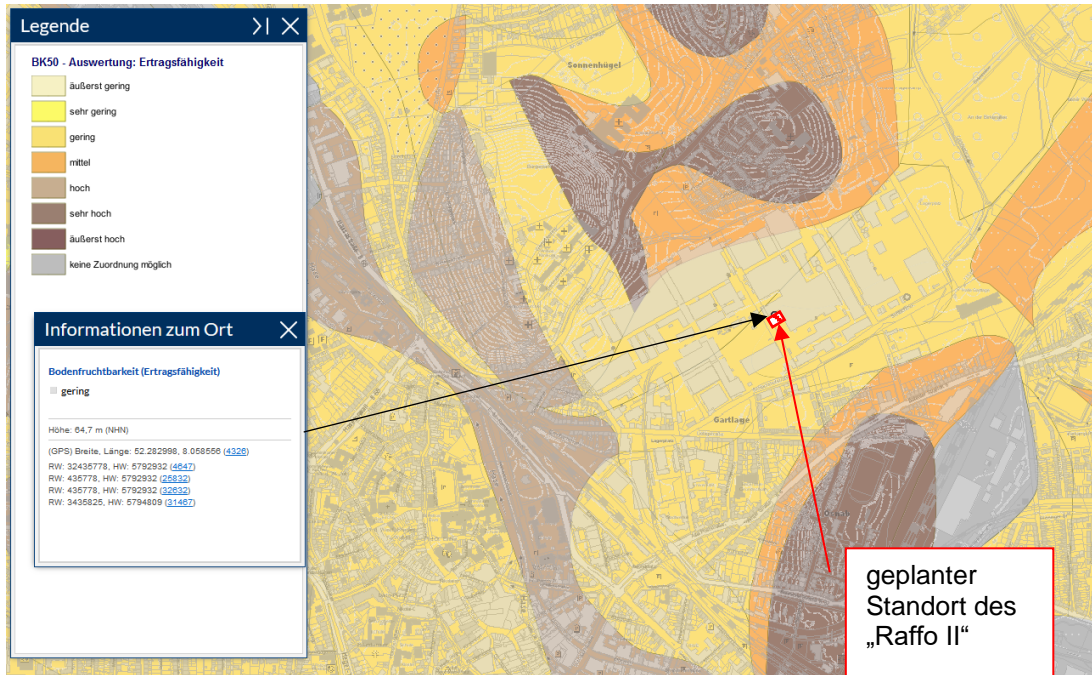 Legende
BK50 - Auswertung: Ertragsfähigkeit
äußerst gering
sehr gering
gering
mittel
hoch
sehr hoch
äußerst hoch
keine Zuordnung möglich
Informationen zum Ort
Bodenfruchtbarkeit (Ertragsfähigkeit)
gering
Höhe: 64,7 m (NHN)
(GPS) Breite, Länge: 52.282998, 8.058556 (4326)
RW: 32435778, HW: 5792932 (4647)
RW: 435778, HW: 5792932 (25832)
RW: 435778, HW: 5792932 (32632)
RW: 3435825, HW: 5794809 (31467)
Sonnenhügel
Gartlage
geplanter
Standort des
„Raffo II“